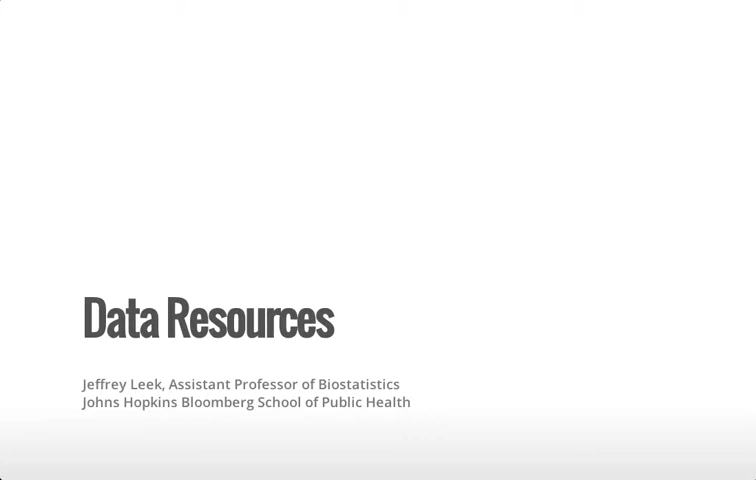 Data Resources
Jeffrey Leek, Assistant Professor of Biostatistics
Johns Hopkins Bloomberg School of Public Health